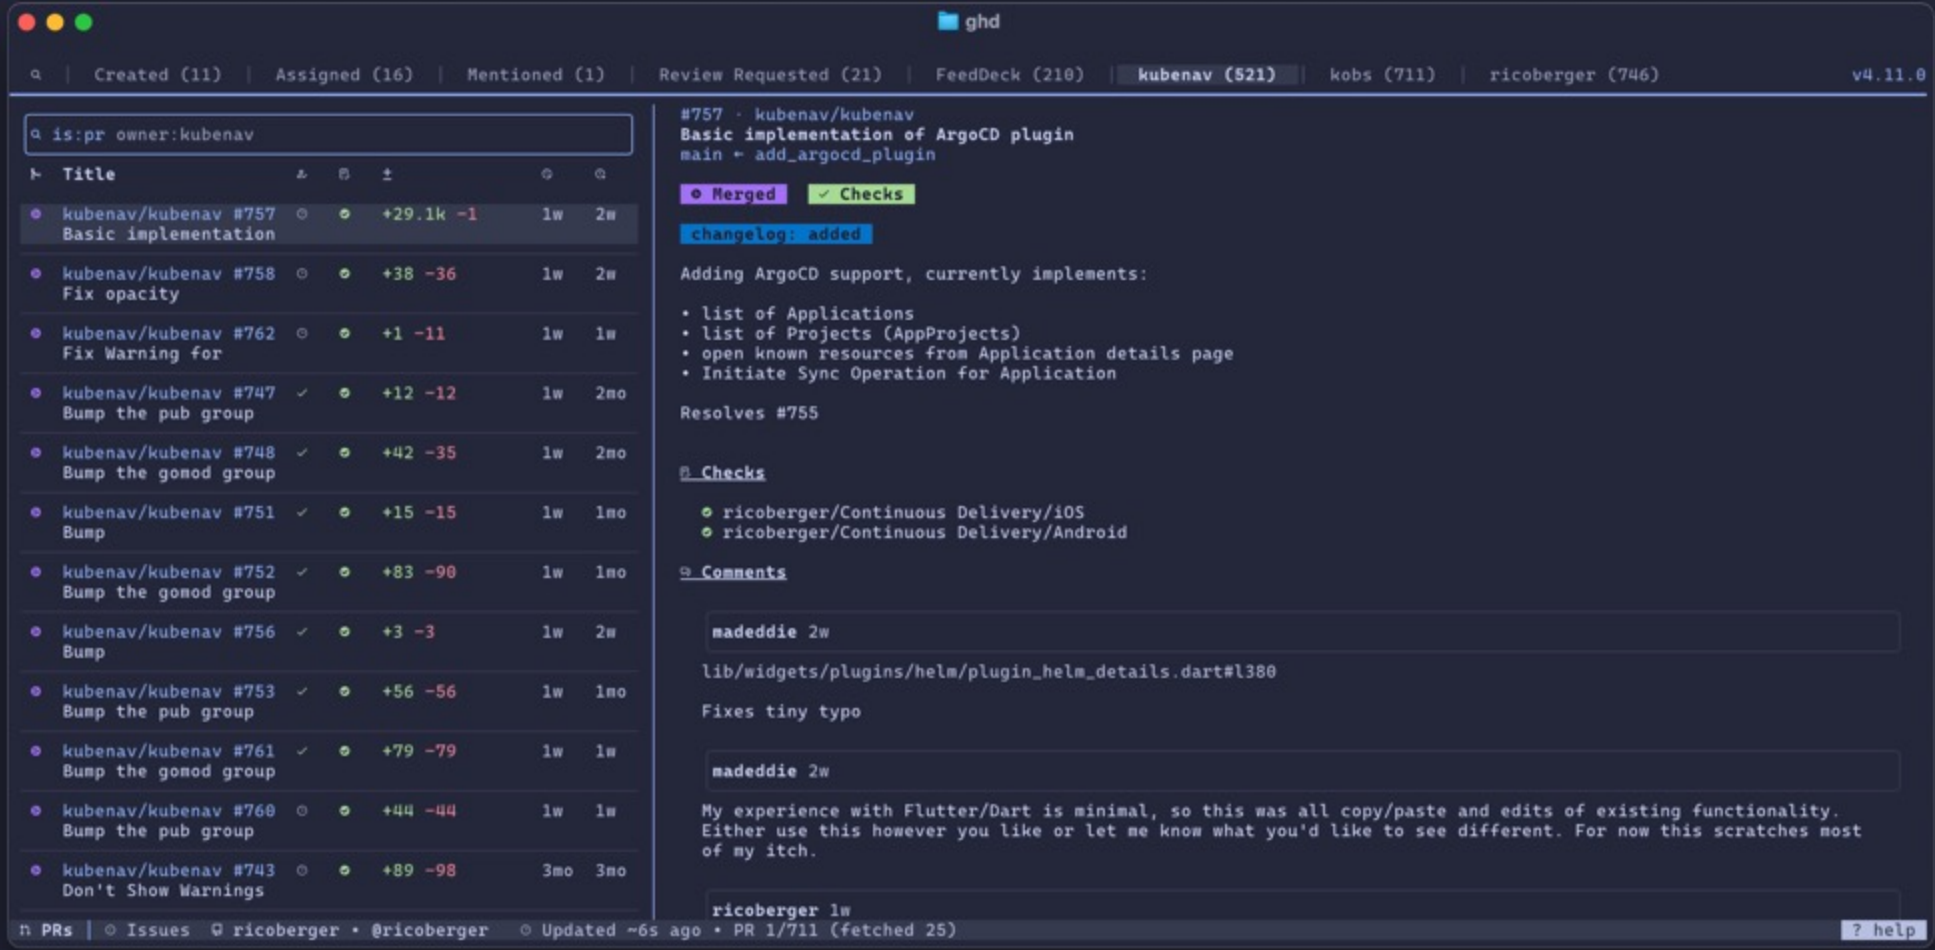 ghd
Created (11) | Assigned (16) | Mentioned (1) | Review Requested (21) | FeedDeck (210) | kubenav (521) | kobs (711) | ricoberger (746) v4.11.0
is:pr owner:kubenav
Title ±
kubenav/kubenav #757 +29.1k -1 1w 2w
Basic implementation
kubenav/kubenav #758 +38 -36 1w 2w
Fix opacity
kubenav/kubenav #762 +1 -11 1w 1w
Fix Warning for
kubenav/kubenav #747 +12 -12 1w 2mo
Bump the pub group
kubenav/kubenav #748 +42 -35 1w 2mo
Bump the gomod group
kubenav/kubenav #751 +15 -15 1w 1mo
Bump
kubenav/kubenav #752 +83 -90 1w 1mo
Bump the gomod group
kubenav/kubenav #756 +3 -3 1w 2w
Bump
kubenav/kubenav #753 +56 -56 1w 1mo
Bump the pub group
kubenav/kubenav #761 +79 -79 1w 1w
Bump the gomod group
kubenav/kubenav #760 +44 -44 1w 1w
Bump the pub group
kubenav/kubenav #743 +89 -98 3mo 3mo
Don't Show Warnings
#757 · kubenav/kubenav
Basic implementation of ArgoCD plugin
main ← add_argocd_plugin
Merged ✓ Checks
changelog: added
Adding ArgoCD support, currently implements:
• list of Applications
• list of Projects (AppProjects)
• open known resources from Application details page
• Initiate Sync Operation for Application
Resolves #755
Checks
ricoberger/Continuous Delivery/iOS
ricoberger/Continuous Delivery/Android
Comments
madeddie 2w
lib/widgets/plugins/helm/plugin_helm_details.dart#l380
Fixes tiny typo
madeddie 2w
My experience with Flutter/Dart is minimal, so this was all copy/paste and edits of existing functionality.
Either use this however you like or let me know what you'd like to see different. For now this scratches most
of my itch.
ricoberger 1w
PRs | Issues ricoberger • @ricoberger Updated ~6s ago • PR 1/711 (fetched 25) ? help